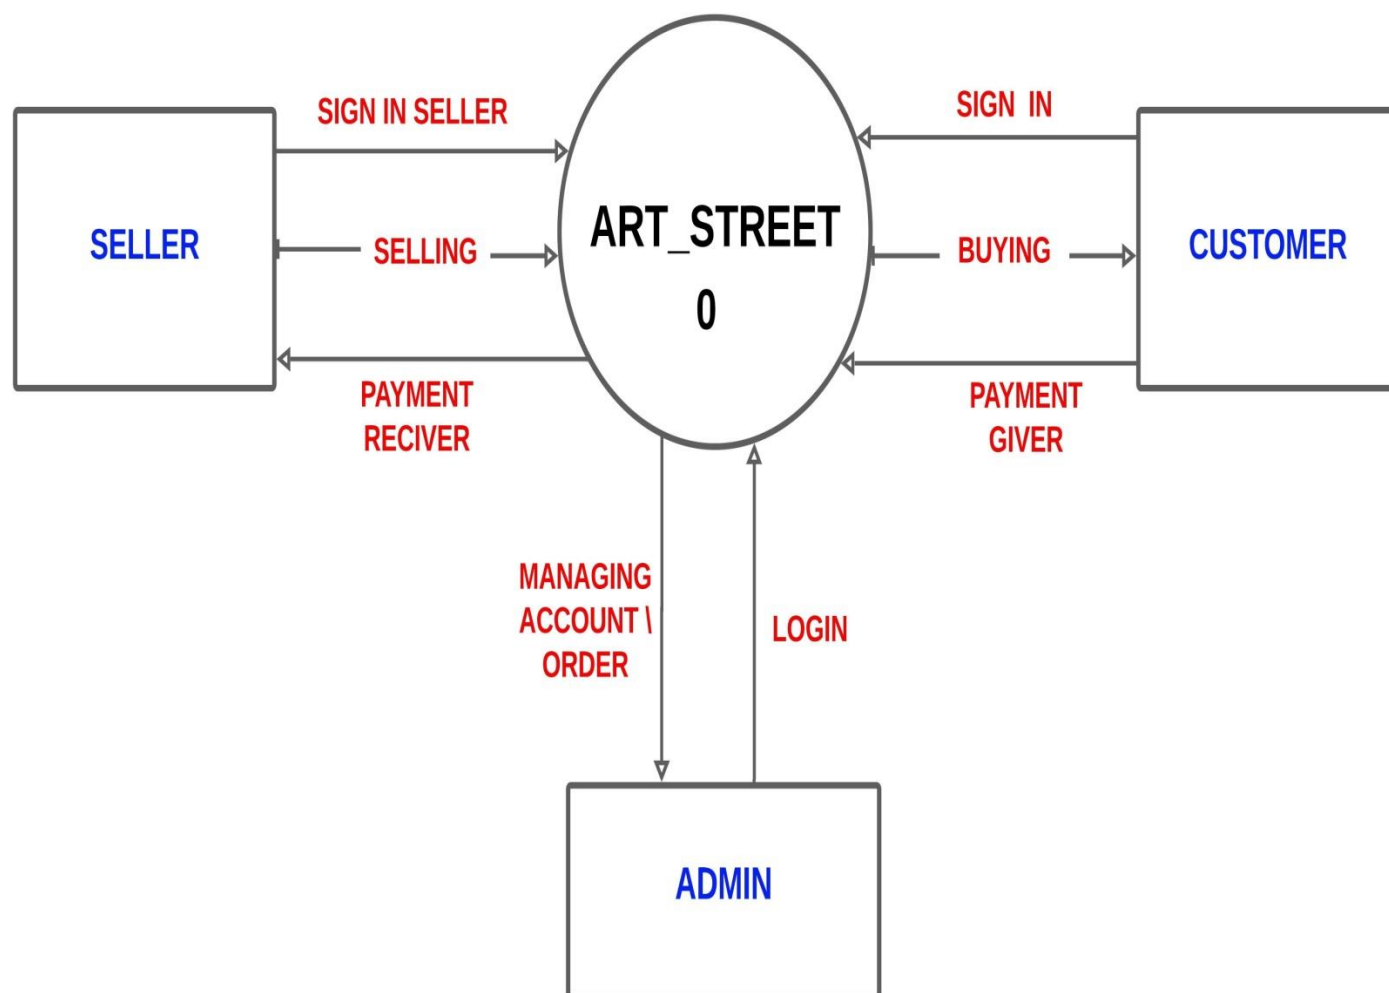 SIGN IN SELLER
SIGN IN
SELLER
SELLING
ART_STREET
0
BUYING
CUSTOMER
PAYMENT
RECIVER
PAYMENT
GIVER
MANAGING
ACCOUNT \
ORDER
LOGIN
ADMIN